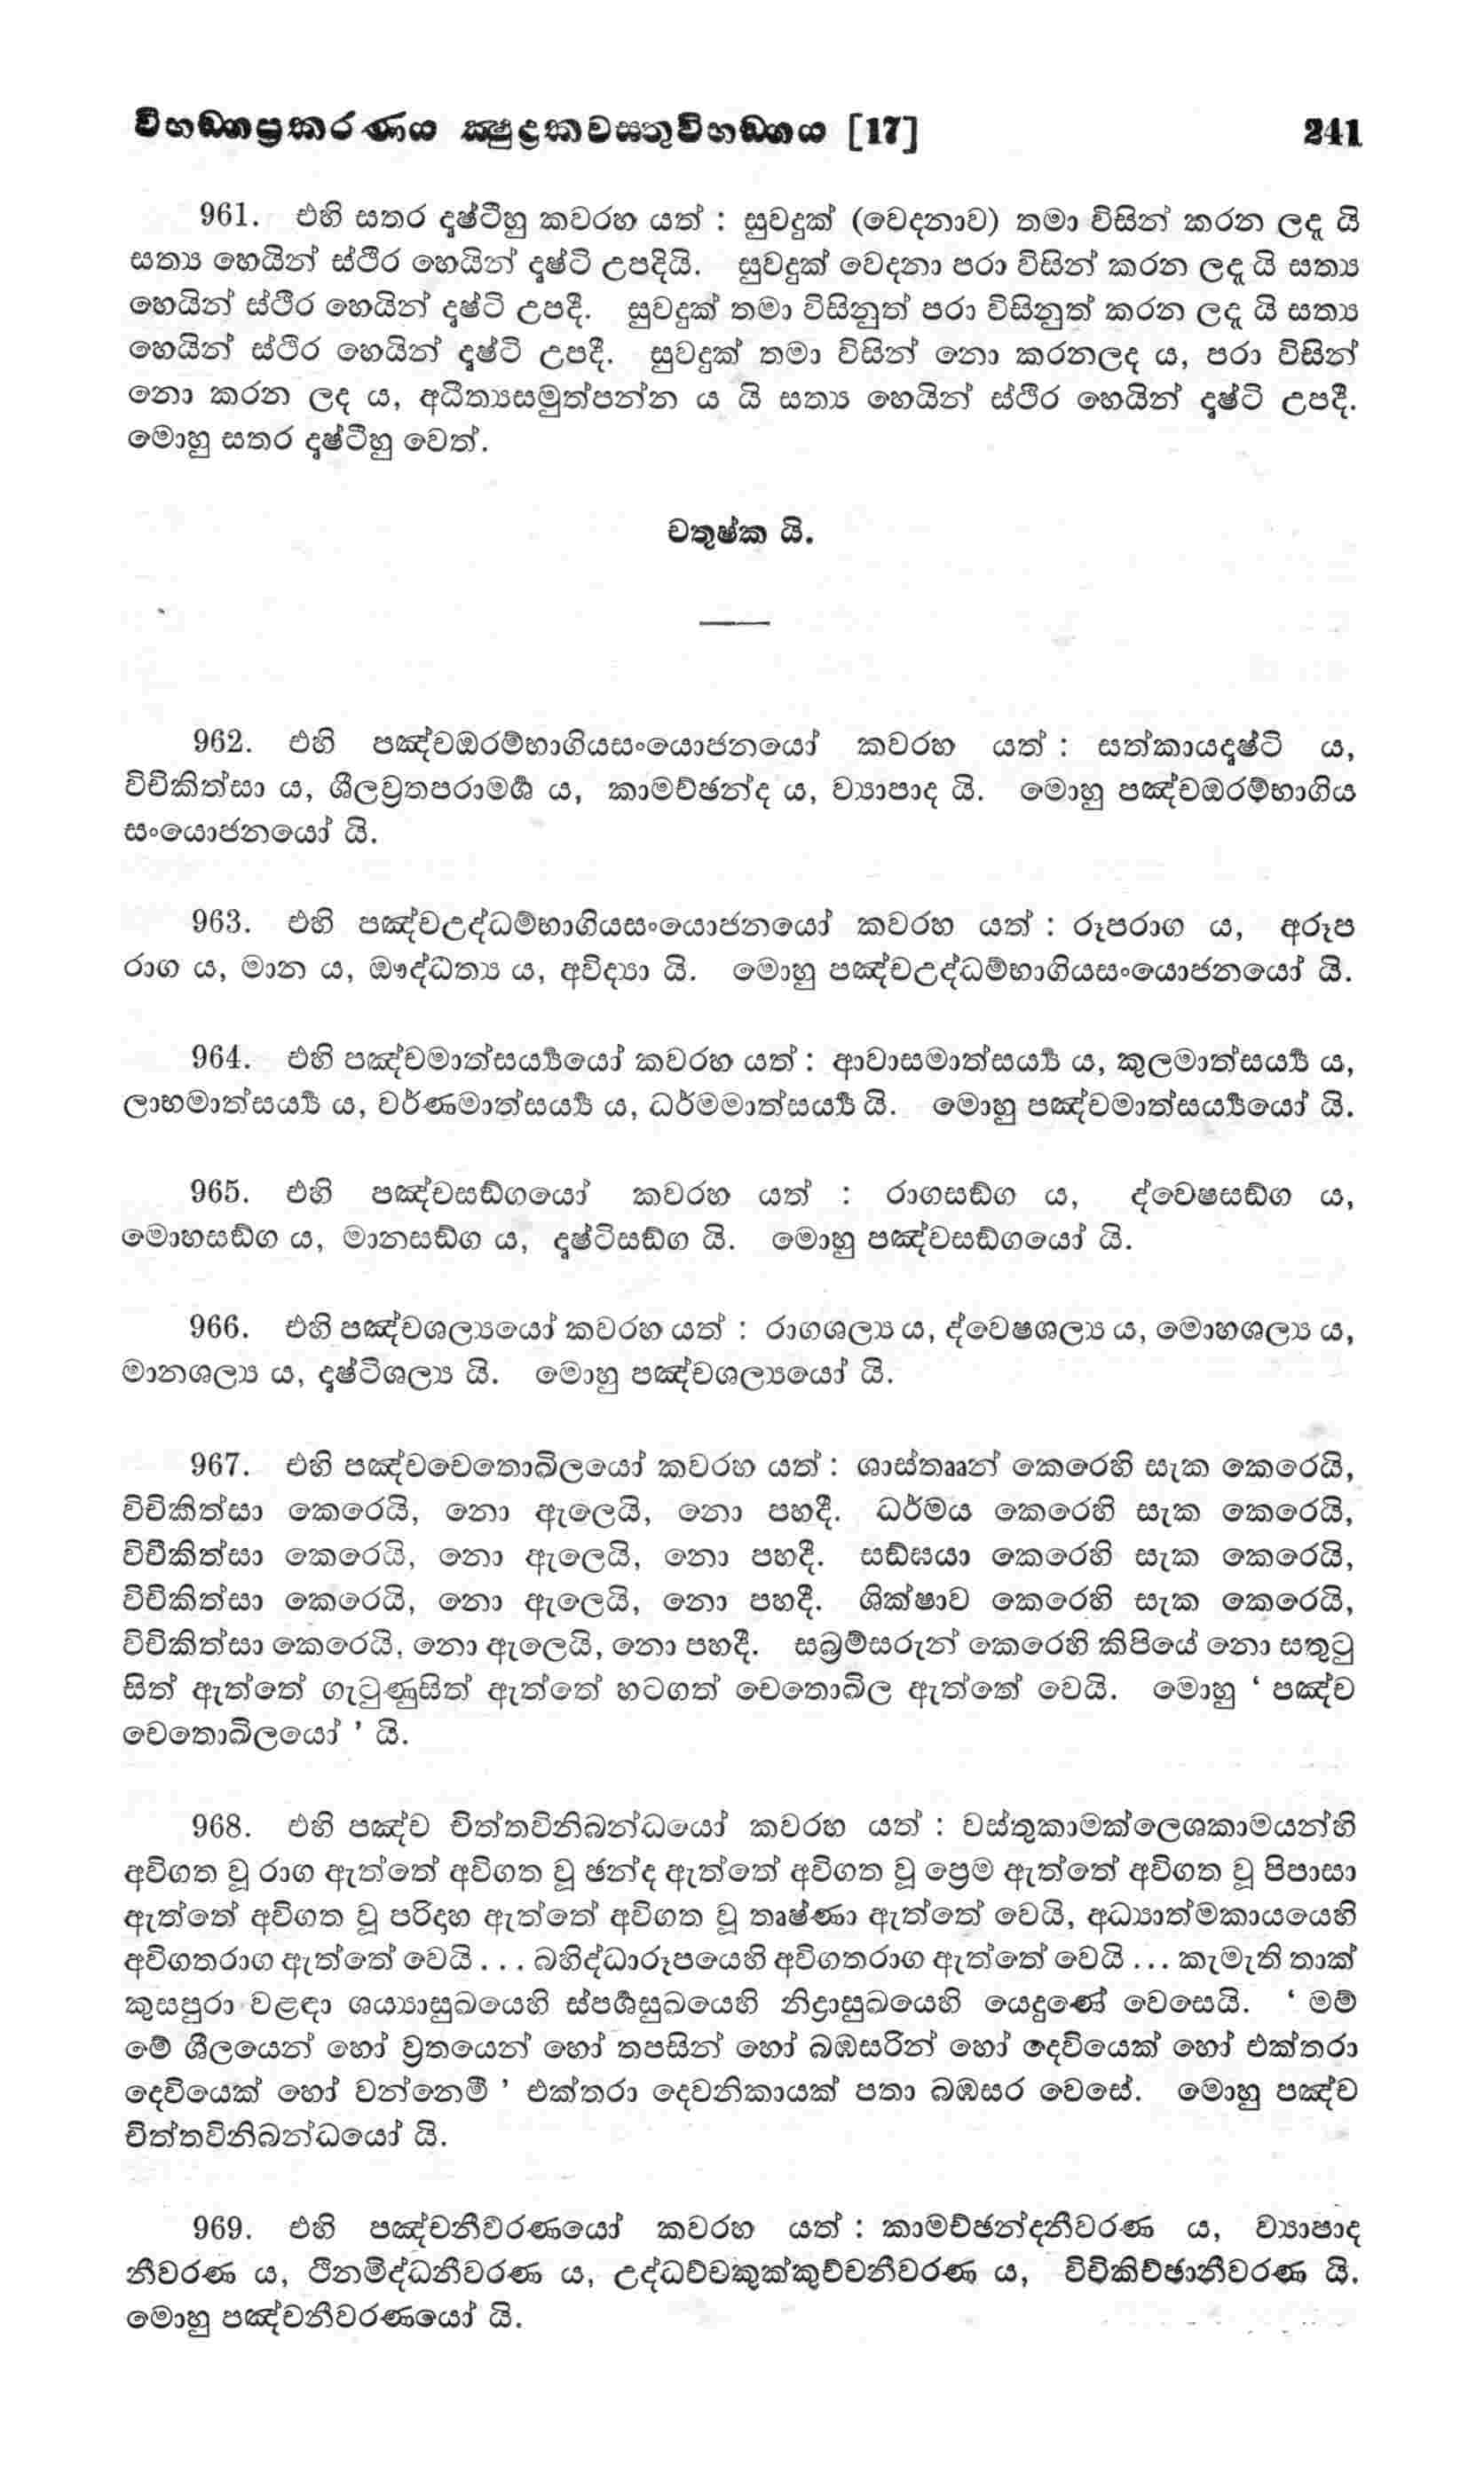 විභඞ්ගප්‍රකරණය ක්‍ෂුද්‍රකවස්තුවිභඞ්ගය [17] 241
961. එහි සතර දෘෂ්ටිහු කවරහ යත් : සුවදුක් (වෙදනාව) තමා විසින් කරන ලදැ යි
සත්‍ය හෙයින් ස්ථිර හෙයින් දෘෂ්ටි උපදියි. සුවදුක් වෙදනා පරා විසින් කරන ලදැ යි සත්‍ය
හෙයින් ස්ථිර හෙයින් දෘෂ්ටි උපදී. සුවදුක් තමා විසිනුත් පරා විසිනුත් කරන ලදැ යි සත්‍ය
හෙයින් ස්ථිර හෙයින් දෘෂ්ටි උපදී. සුවදුක් තමා විසින් නො කරනලද ය, පරා විසින්
නො කරන ලද ය, අධීත්‍යසමුත්පන්න ය යි සත්‍ය හෙයින් ස්ථිර හෙයින් දෘෂ්ටි උපදී.
මොහු සතර දෘෂ්ටීහු වෙත්.
චතුෂ්ක යි.
962. එහි පඤ්චඔරම්භාගියසංයොජනයෝ කවරහ යත් : සත්කායදෘෂ්ටි ය,
විචිකිත්සා ය, ශීලව්‍රතපරාමර්‍ශ ය, කාමච්ඡන්ද ය, ව්‍යාපාද යි. මොහු පඤ්චඔරම්භාගිය
සංයොජනයෝ යි.
963. එහි පඤ්චඋද්ධම්භාගියසංයොජනයෝ කවරහ යත් : රූපරාග ය, අරූප
රාග ය, මාන ය, ඖද්ධත්‍ය ය, අවිද්‍යා යි. මොහු පඤ්චඋද්ධම්භාගියසංයොජනයෝ යි.
964. එහි පඤ්චමාත්සර්‍ය්‍යයෝ කවරහ යත් : ආවාසමාත්සර්‍ය්‍ය ය, කුලමාත්සර්‍ය්‍ය ය,
ලාභමාත්සර්‍ය්‍ය ය, වර්ණමාත්සර්‍ය්‍ය ය, ධර්මමාත්සර්‍ය්‍ය යි. මොහු පඤ්චමාත්සර්‍ය්‍යයෝ යි.
965. එහි පඤ්චසඞ්ගයෝ කවරහ යත් : රාගසඞ්ග ය, ද්වෙෂසඞ්ග ය,
මොහසඞ්ග ය, මානසඞ්ග ය, දෘෂ්ටිසඞ්ග යි. මොහු පඤ්චසඞ්ගයෝ යි.
966. එහි පඤ්චශල්‍යයෝ කවරහ යත් : රාගශල්‍ය ය, ද්වෙෂශල්‍ය ය, මොහශල්‍ය ය,
මානශල්‍ය ය, දෘෂ්ටිශල්‍ය යි. මොහු පඤ්චශල්‍යයෝ යි.
967. එහි පඤ්චචෙතොඛිලයෝ කවරහ යත් : ශාස්තෲන් කෙරෙහි සැක කෙරෙයි,
විචිකිත්සා කෙරෙයි, නො ඇලෙයි, නො පහදී. ධර්මය කෙරෙහි සැක කෙරෙයි,
විචිකිත්සා කෙරෙයි, නො ඇලෙයි, නො පහදී. සඞ්ඝයා කෙරෙහි සැක කෙරෙයි,
විචිකිත්සා කෙරෙයි, නො ඇලෙයි, නො පහදී. ශික්ෂාව කෙරෙහි සැක කෙරෙයි,
විචිකිත්සා කෙරෙයි, නො ඇලෙයි, නො පහදී. සබ්‍රම්සරුන් කෙරෙහි කිපියේ නො සතුටු
සිත් ඇත්තේ ගැටුණුසිත් ඇත්තේ හටගත් චෙතොඛිල ඇත්තේ වෙයි. මොහු ‘ පඤ්ච
චෙතොඛිලයෝ ’ යි.
968. එහි පඤ්ච චිත්තවිනිබන්ධයෝ කවරහ යත් : වස්තුකාමක්ලෙශකාමයන්හි
අවිගත වූ රාග ඇත්තේ අවිගත වූ ඡන්ද ඇත්තේ අවිගත වූ ප්‍රෙම ඇත්තේ අවිගත වූ පිපාසා
ඇත්තේ අවිගත වූ පරිදාහ ඇත්තේ අවිගත වූ තෘෂ්ණා ඇත්තේ වෙයි, අධ්‍යාත්මකායයෙහි
අවිගතරාග ඇත්තේ වෙයි . . . බහිද්ධාරූපයෙහි අවිගතරාග ඇත්තේ වෙයි . . . කැමැති තාක්
කුසපුරා වළඳා ශය්‍යාසුඛයෙහි ස්පර්‍ශසුඛයෙහි නිද්‍රාසුඛයෙහි යෙදුණේ වෙසෙයි. ‘ මම්
මේ ශීලයෙන් හෝ ව්‍රතයෙන් හෝ තපසින් හෝ බඹසරින් හෝ දෙවියෙක් හෝ එක්තරා
දෙවියෙක් හෝ වන්නෙමි ’ එක්තරා දෙවනිකායක් පතා බඹසර වෙසේ. මොහු පඤ්ච
චිත්තවිනිබන්ධයෝ යි.
969. එහි පඤ්චනීවරණයෝ කවරහ යත් : කාමච්ඡන්දනීවරණ ය, ව්‍යාපාද
නීවරණ ය, ථිනමිද්ධනීවරණ ය, උද්ධච්චකුක්කුච්චනීවරණ ය, විචිකිච්ඡානීවරණ යි.
මොහු පඤ්චනීවරණයෝ යි.